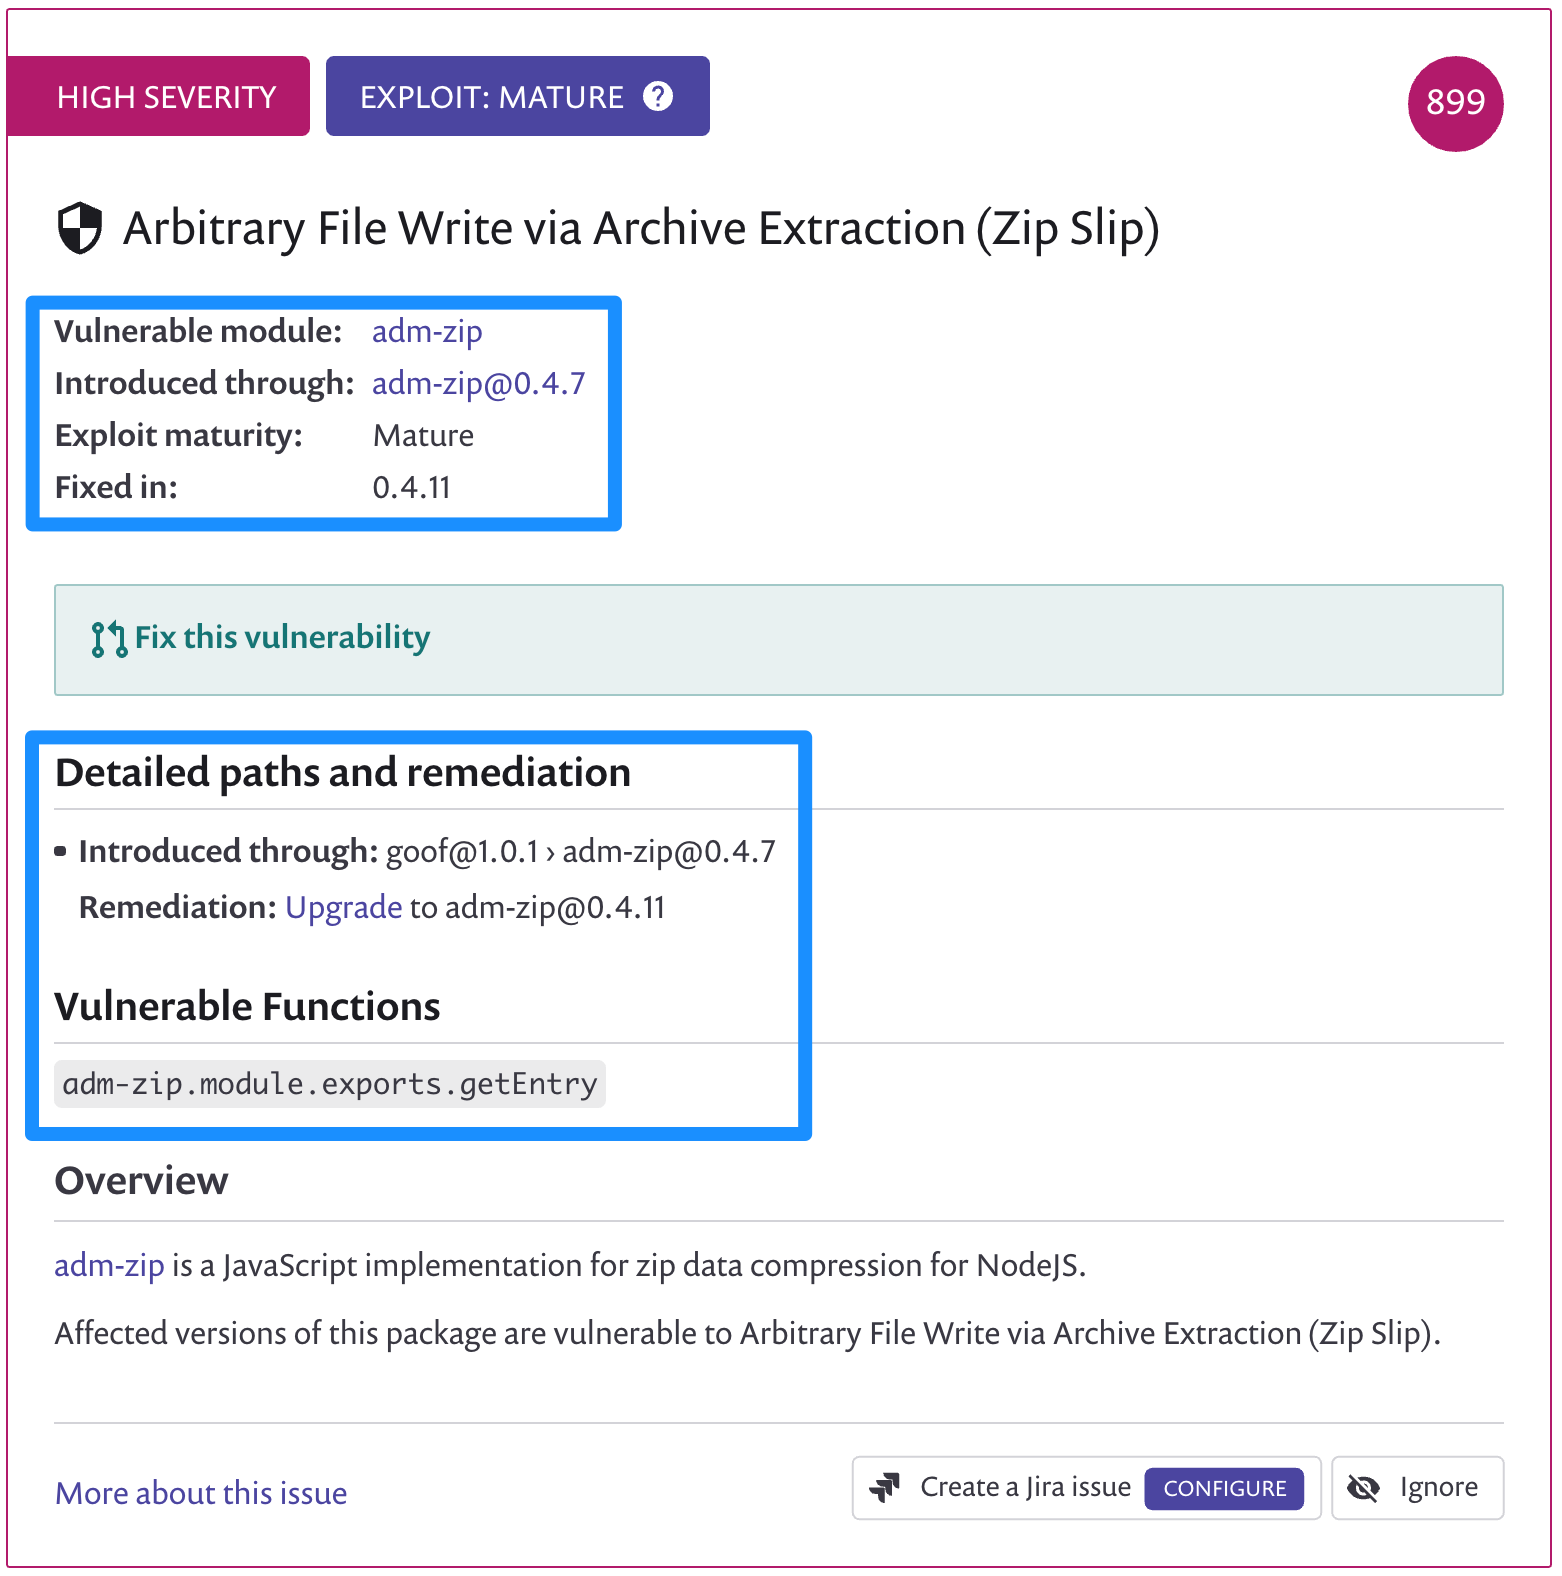 HIGH SEVERITY
EXPLOIT: MATURE ?
899
Arbitrary File Write via Archive Extraction (Zip Slip)
Vulnerable module: adm-zip
Introduced through: adm-zip@0.4.7
Exploit maturity: Mature
Fixed in: 0.4.11
Fix this vulnerability
Detailed paths and remediation
Introduced through: goof@1.0.1 › adm-zip@0.4.7
Remediation: Upgrade to adm-zip@0.4.11
Vulnerable Functions
adm-zip.module.exports.getEntry
Overview
adm-zip is a JavaScript implementation for zip data compression for NodeJS.
Affected versions of this package are vulnerable to Arbitrary File Write via Archive Extraction (Zip Slip).
More about this issue
Create a Jira issue CONFIGURE
Ignore